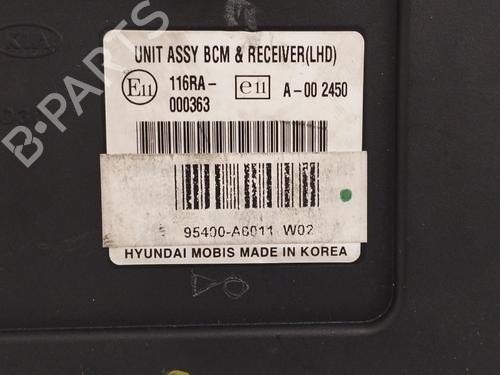 KIA
UNIT ASSY BCM & RECEIVER(LHD)
E11 116RA-
000363
e11 A-00 2450
95400-A6011 W02
HYUNDAI MOBIS MADE IN KOREA
B-PARTS